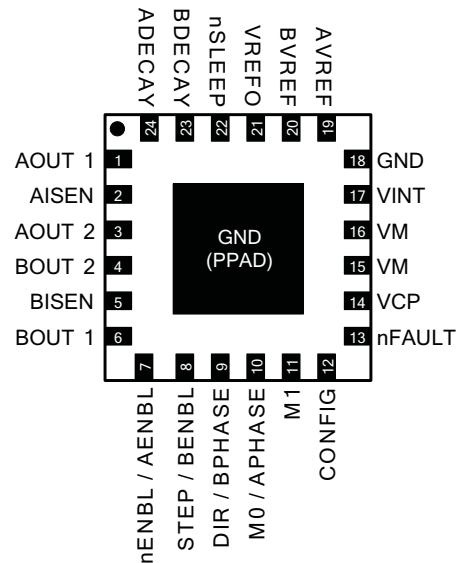 ADECAY
BDECAY
nSLEEP
VREFO
BVREF
AVREF
24
23
22
21
20
19
AOUT 1
1
18
GND
AISEN
2
17
VINT
AOUT 2
3
16
VM
GND
(PPAD)
BOUT 2
4
15
VM
BISEN
5
14
VCP
BOUT 1
6
13
nFAULT
7
8
9
10
11
12
nENBL / AENBL
STEP / BENBL
DIR / BPHASE
M0 / APHASE
M1
CONFIG